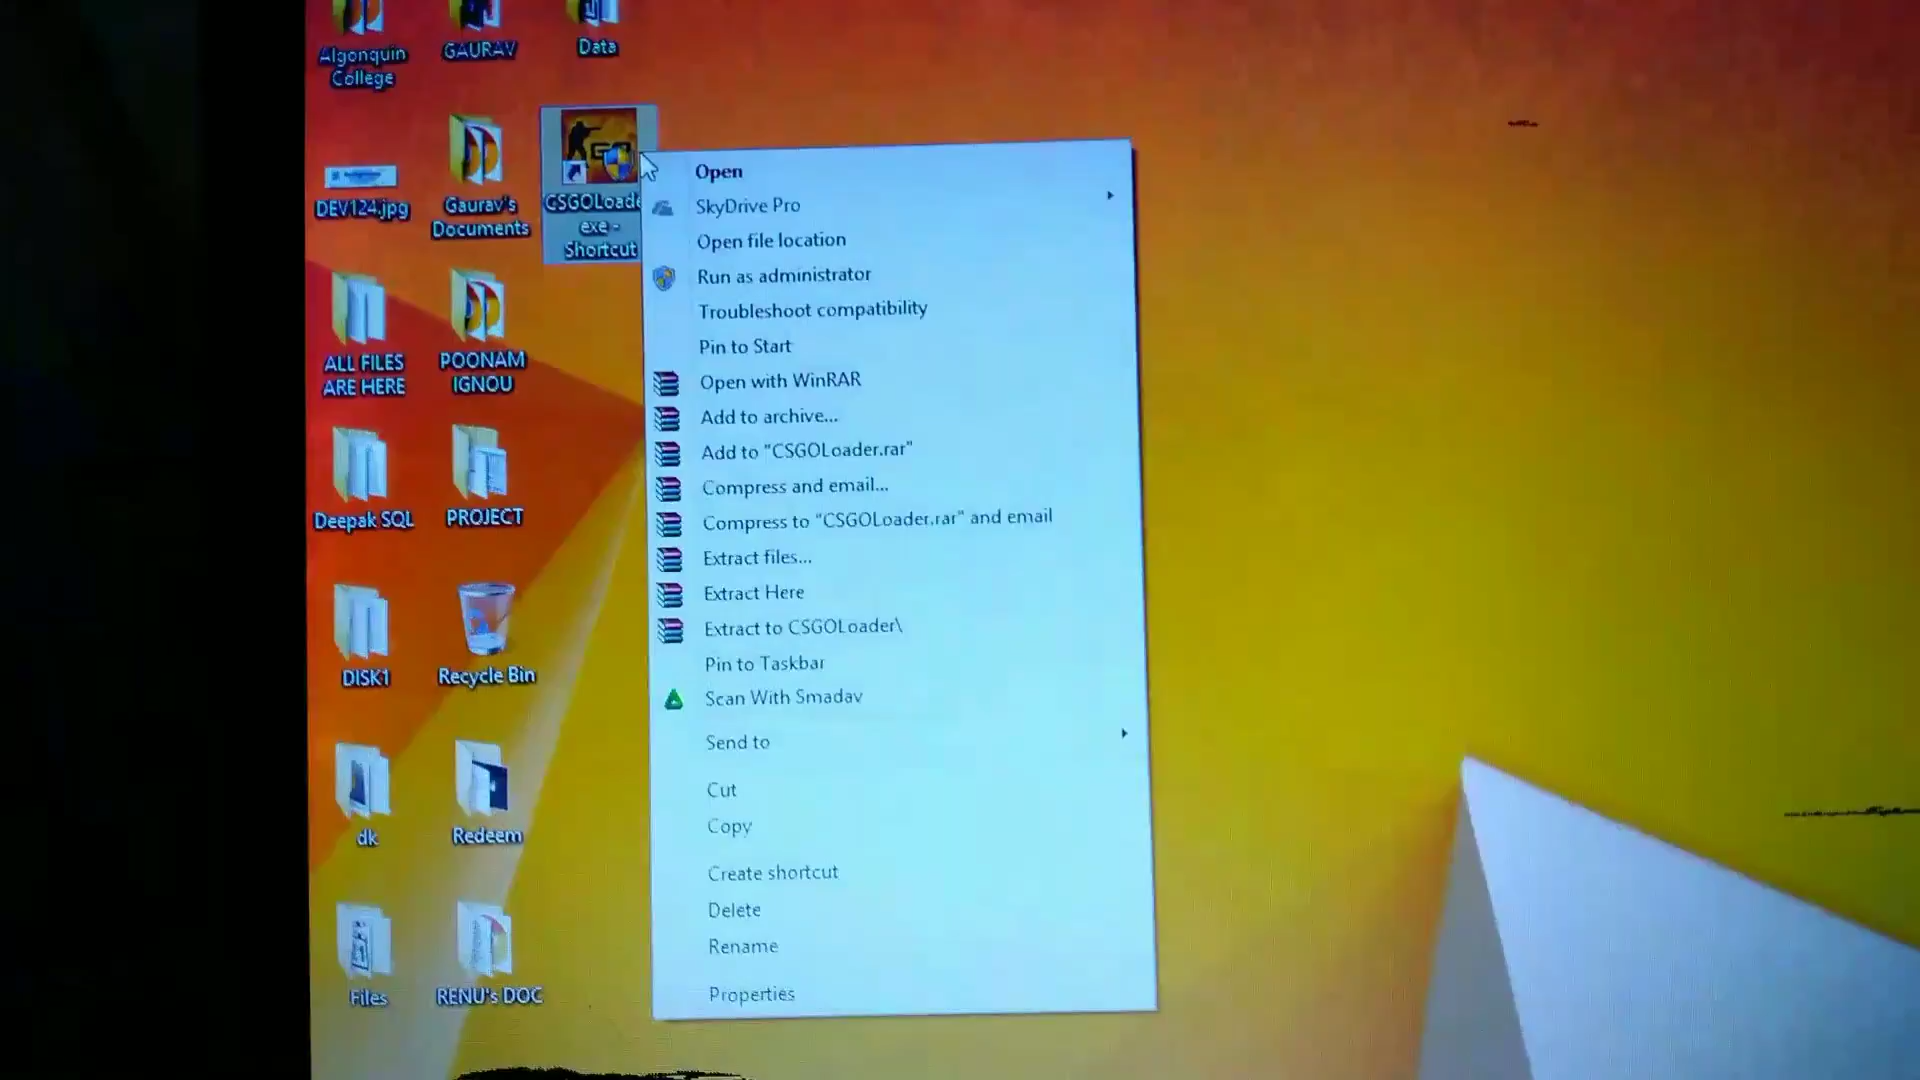 Algonquin
College
GAURAV
Data
DEV124.jpg
Gaurav's
Documents
GO
CSGOLoade
exe -
Shortcut
ALL FILES
ARE HERE
POONAM
IGNOU
Deepak SQL
PROJECT
DISK1
Recycle Bin
dk
Redeem
Files
RENU's DOC
Open
SkyDrive Pro
Open file location
Run as administrator
Troubleshoot compatibility
Pin to Start
Open with WinRAR
Add to archive...
Add to "CSGOLoader.rar"
Compress and email...
Compress to "CSGOLoader.rar" and email
Extract files...
Extract Here
Extract to CSGOLoader\
Pin to Taskbar
Scan With Smadav
Send to
Cut
Copy
Create shortcut
Delete
Rename
Properties